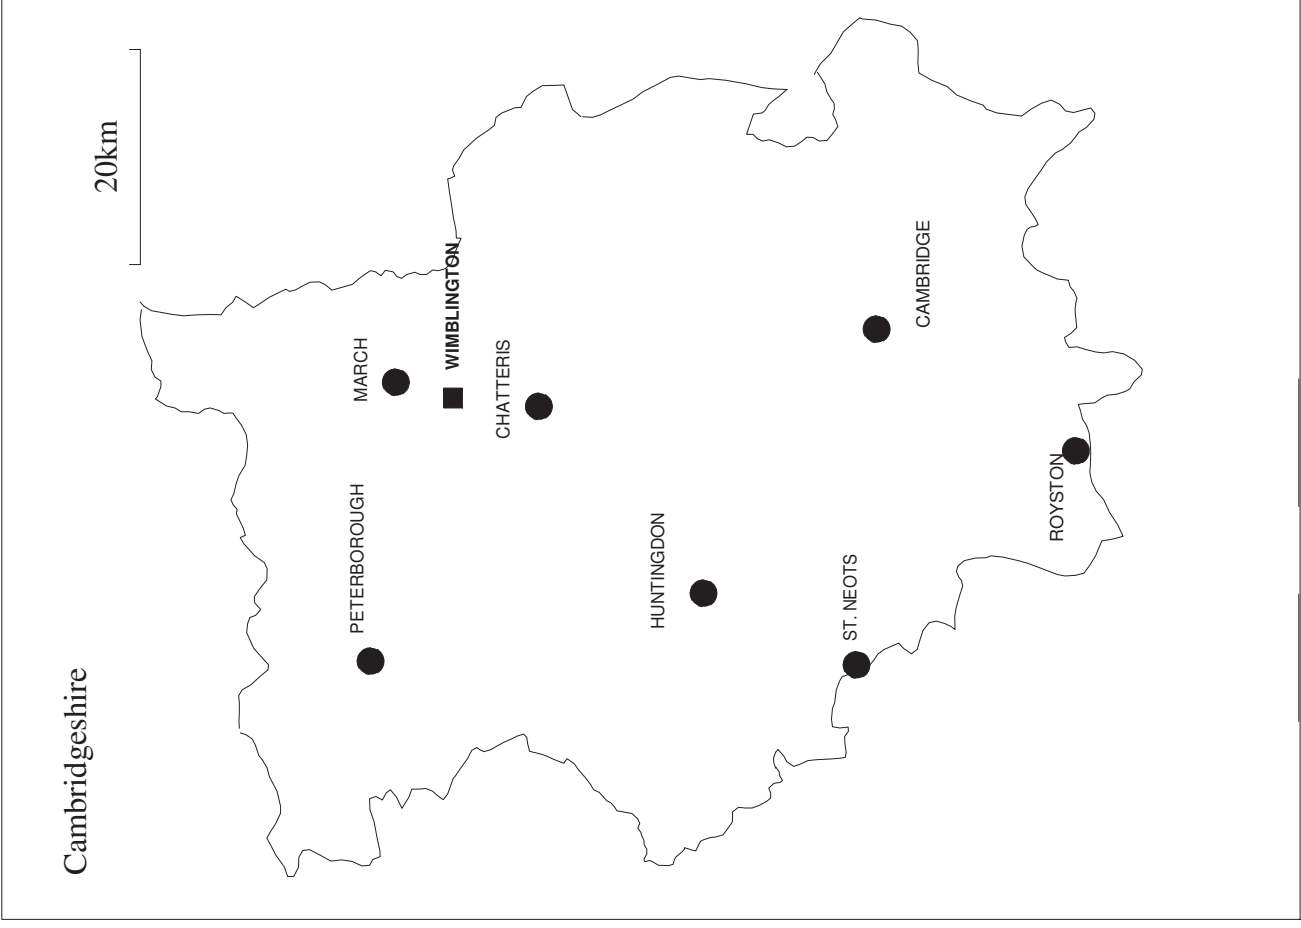 Cambridgeshire
20km
PETERBOROUGH
MARCH
WIMBLINGTON
CHATTERIS
HUNTINGDON
ST. NEOTS
CAMBRIDGE
ROYSTON